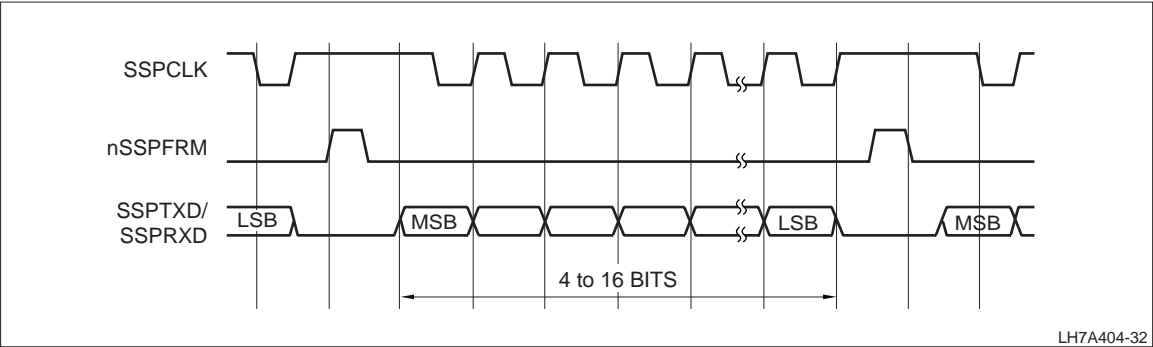 SSPCLK
nSSPFRM
SSPTXD/
SSPRXD
LSB
MSB
LSB
MSB
4 to 16 BITS
LH7A404-32